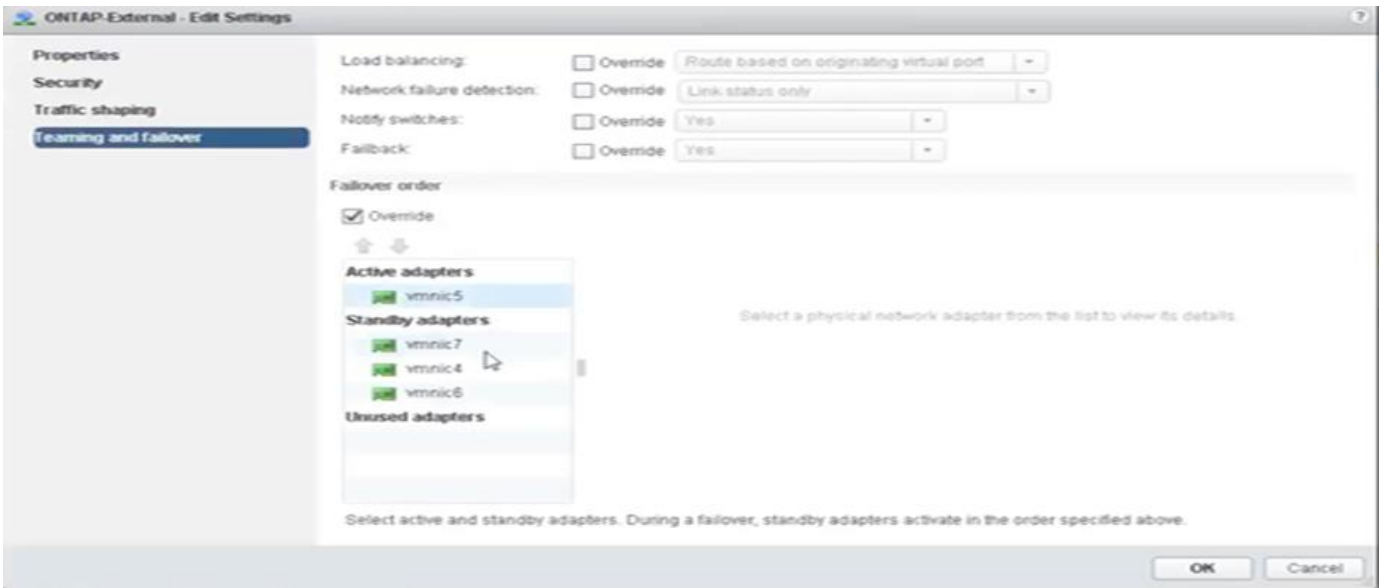 ONTAP-External - Edit Settings
?
Properties
Security
Traffic shaping
Teaming and failover
Load balancing: Override Route based on originating virtual port
Network failure detection: Override Link status only
Notify switches: Override Yes
Failback: Override Yes
Failover order
Override
Active adapters
vmnic5
Standby adapters
vmnic7
vmnic4
vmnic6
Unused adapters
Select a physical network adapter from the list to view its details.
Select active and standby adapters. During a failover, standby adapters activate in the order specified above.
OK Cancel